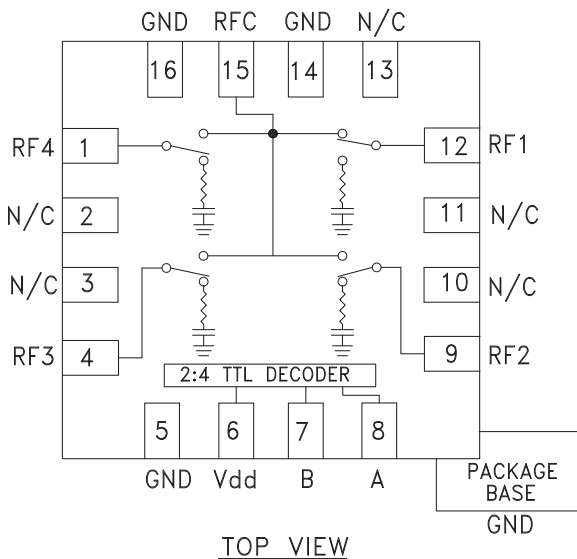 GND RFC GND N/C
16 15 14 13
RF4 1 12 RF1
N/C 2 11 N/C
N/C 3 10 N/C
RF3 4 9 RF2
2:4 TTL DECODER
5 6 7 8
GND Vdd B A
PACKAGE
BASE
GND
TOP VIEW